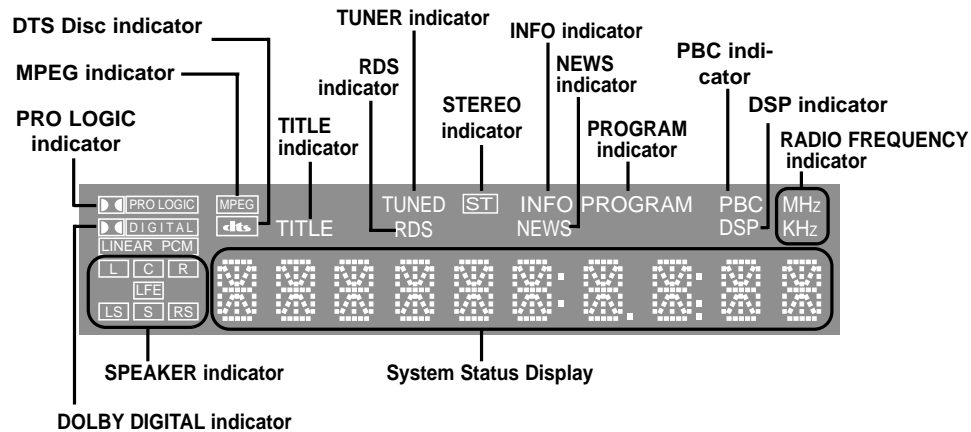 TUNER indicator
DTS Disc indicator
INFO indicator
PBC indi-
cator
MPEG indicator
RDS
indicator
NEWS
indicator
STEREO
indicator
DSP indicator
PRO LOGIC
indicator
TITLE
indicator
PROGRAM
indicator
RADIO FREQUENCY
indicator
PRO LOGIC MPEG TUNED ST INFO PROGRAM PBC MHz
DIGITAL dts TITLE RDS NEWS DSP KHz
LINEAR PCM
L C R
LFE
LS S RS
SPEAKER indicator
System Status Display
DOLBY DIGITAL indicator